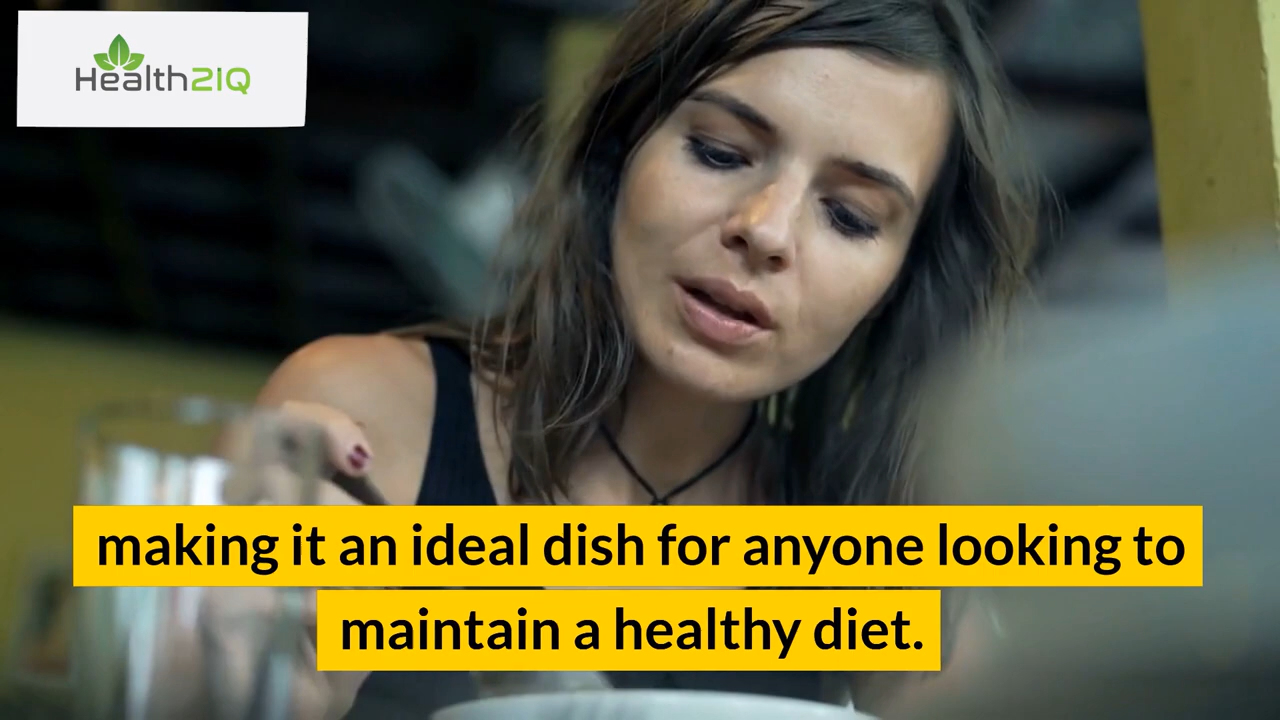 Health2IQ
making it an ideal dish for anyone looking to
maintain a healthy diet.